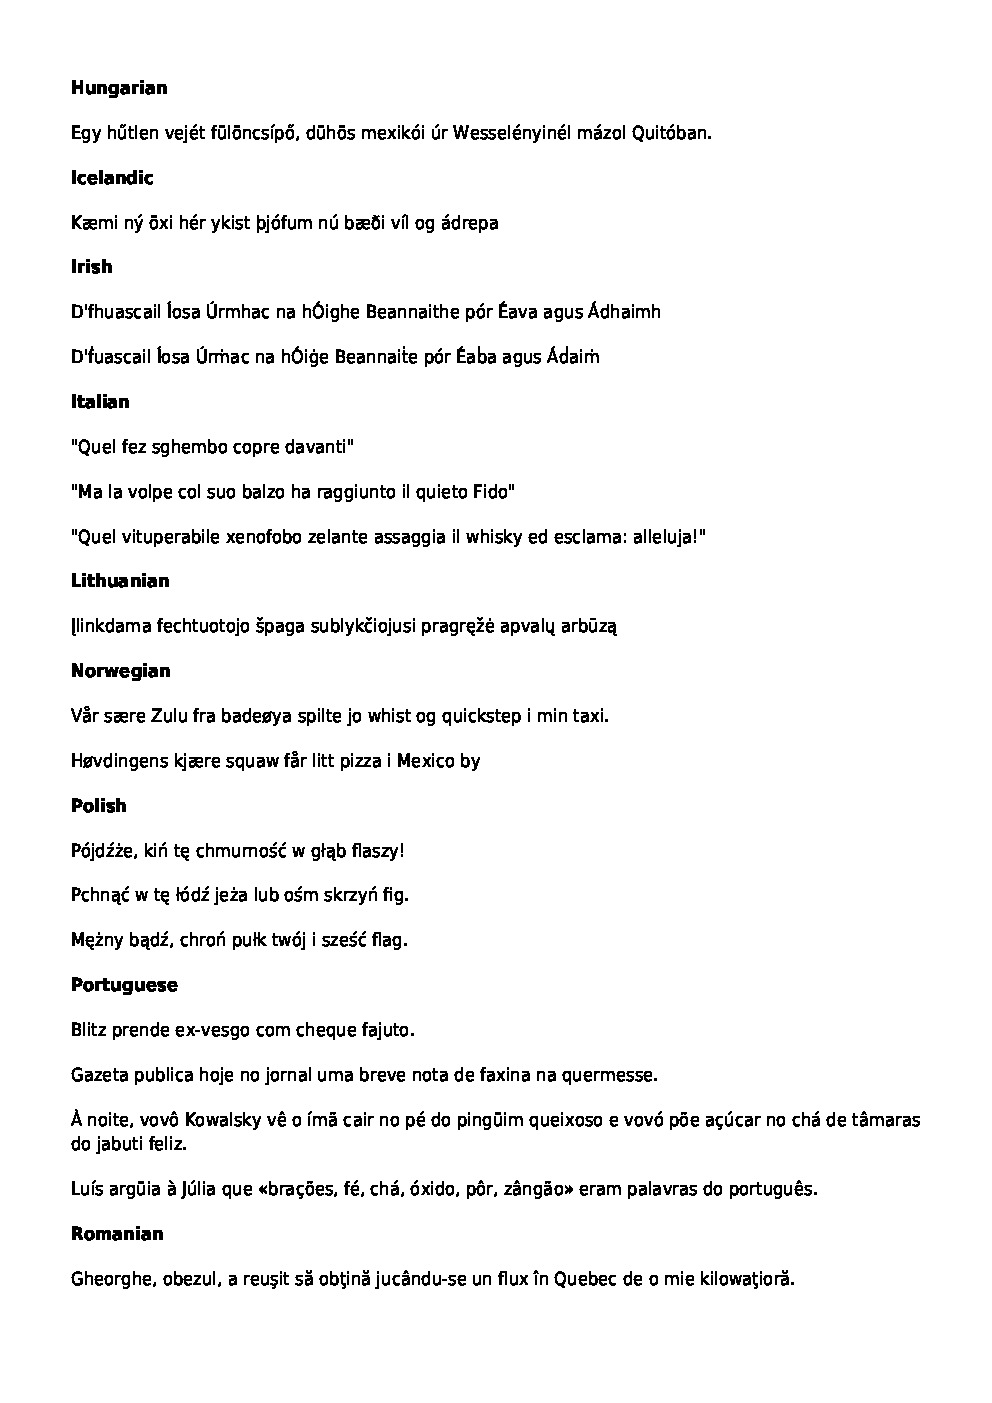 Hungarian
Egy hűtlen vejét fülöncsípő, dühös mexikói úr Wesselényinél mázol Quitóban.
Icelandic
Kæmi ný öxi hér ykist þjófum nú bæði víl og ádrepa
Irish
D'fhuascail Íosa Úrmhac na hÓighe Beannaithe pór Éava agus Ádhaimh
D'ḟuascail Íosa Úrṁac na hÓiġe Beannaiṫe pór Éaba agus Ádaiṁ
Italian
"Quel fez sghembo copre davanti"
"Ma la volpe col suo balzo ha raggiunto il quieto Fido"
"Quel vituperabile xenofobo zelante assaggia il whisky ed esclama: alleluja!"
Lithuanian
Įlinkdama fechtuotojo špaga sublykčiojusi pragręžė apvalų arbūzą
Norwegian
Vår sære Zulu fra badeøya spilte jo whist og quickstep i min taxi.
Høvdingens kjære squaw får litt pizza i Mexico by
Polish
Pójdźże, kiń tę chmurność w głąb flaszy!
Pchnąć w tę łódź jeża lub ośm skrzyń fig.
Mężny bądź, chroń pułk twój i sześć flag.
Portuguese
Blitz prende ex-vesgo com cheque fajuto.
Gazeta publica hoje no jornal uma breve nota de faxina na quermesse.
À noite, vovô Kowalsky vê o ímã cair no pé do pingüim queixoso e vovó põe açúcar no chá de tâmaras
do jabuti feliz.
Luís argüia à Júlia que «brações, fé, chá, óxido, pôr, zângão» eram palavras do português.
Romanian
Gheorghe, obezul, a reuşit să obţină jucându-se un flux în Quebec de o mie kilowaţioră.